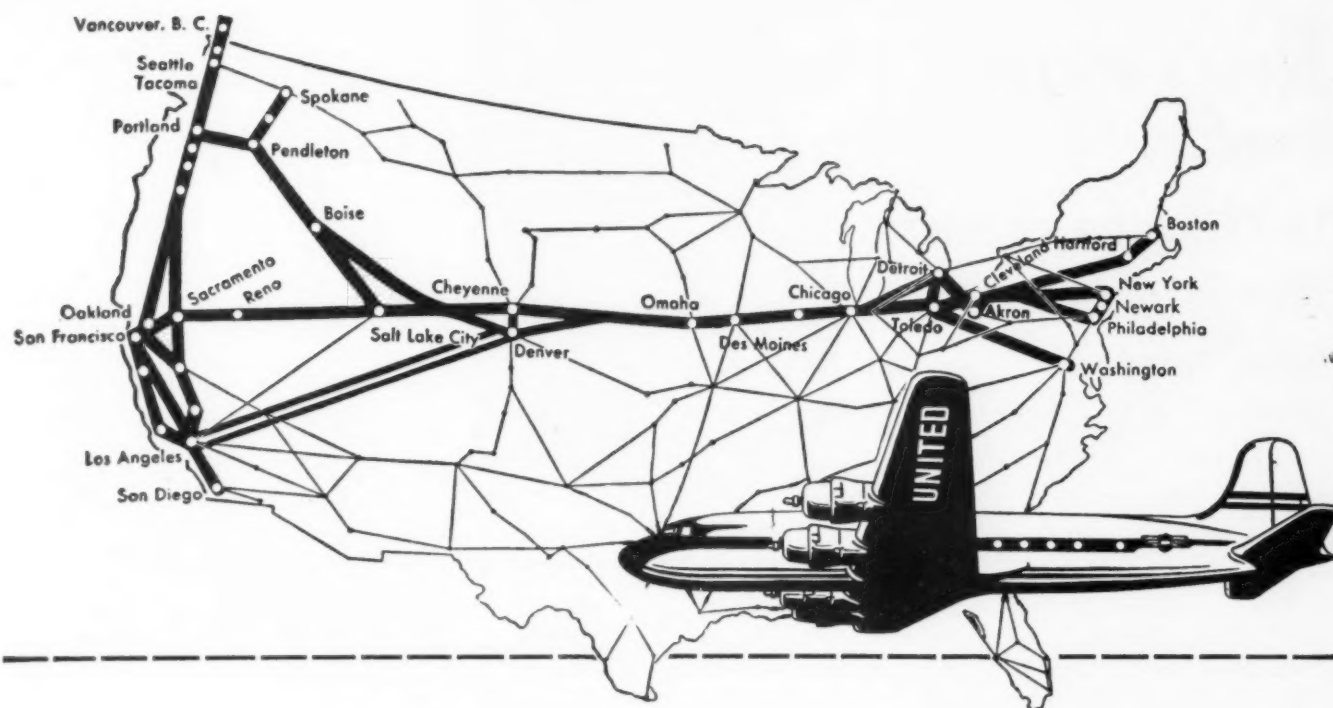 Vancouver, B. C.
Seattle
Tacoma
Spokane
Portland
Pendleton
Boise
Sacramento
Reno
Oakland
San Francisco
Salt Lake City
Cheyenne
Denver
Omaha
Des Moines
Chicago
Detroit
Toledo
Cleveland
Akron
Hartford
Boston
New York
Newark
Philadelphia
Washington
Los Angeles
San Diego
UNITED